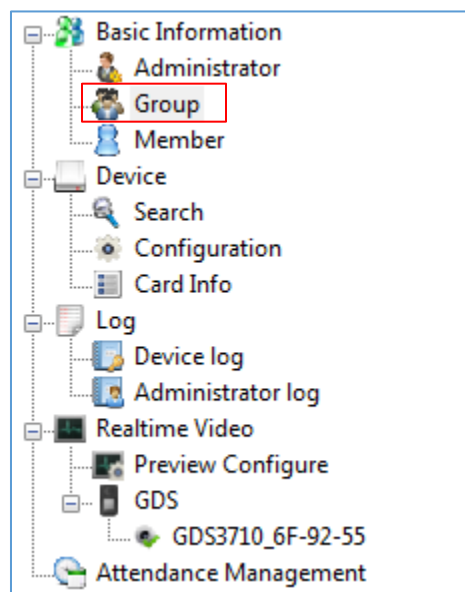 Basic Information
Administrator
Group
Member
Device
Search
Configuration
Card Info
Log
Device log
Administrator log
Realtime Video
Preview Configure
GDS
GDS3710_6F-92-55
Attendance Management